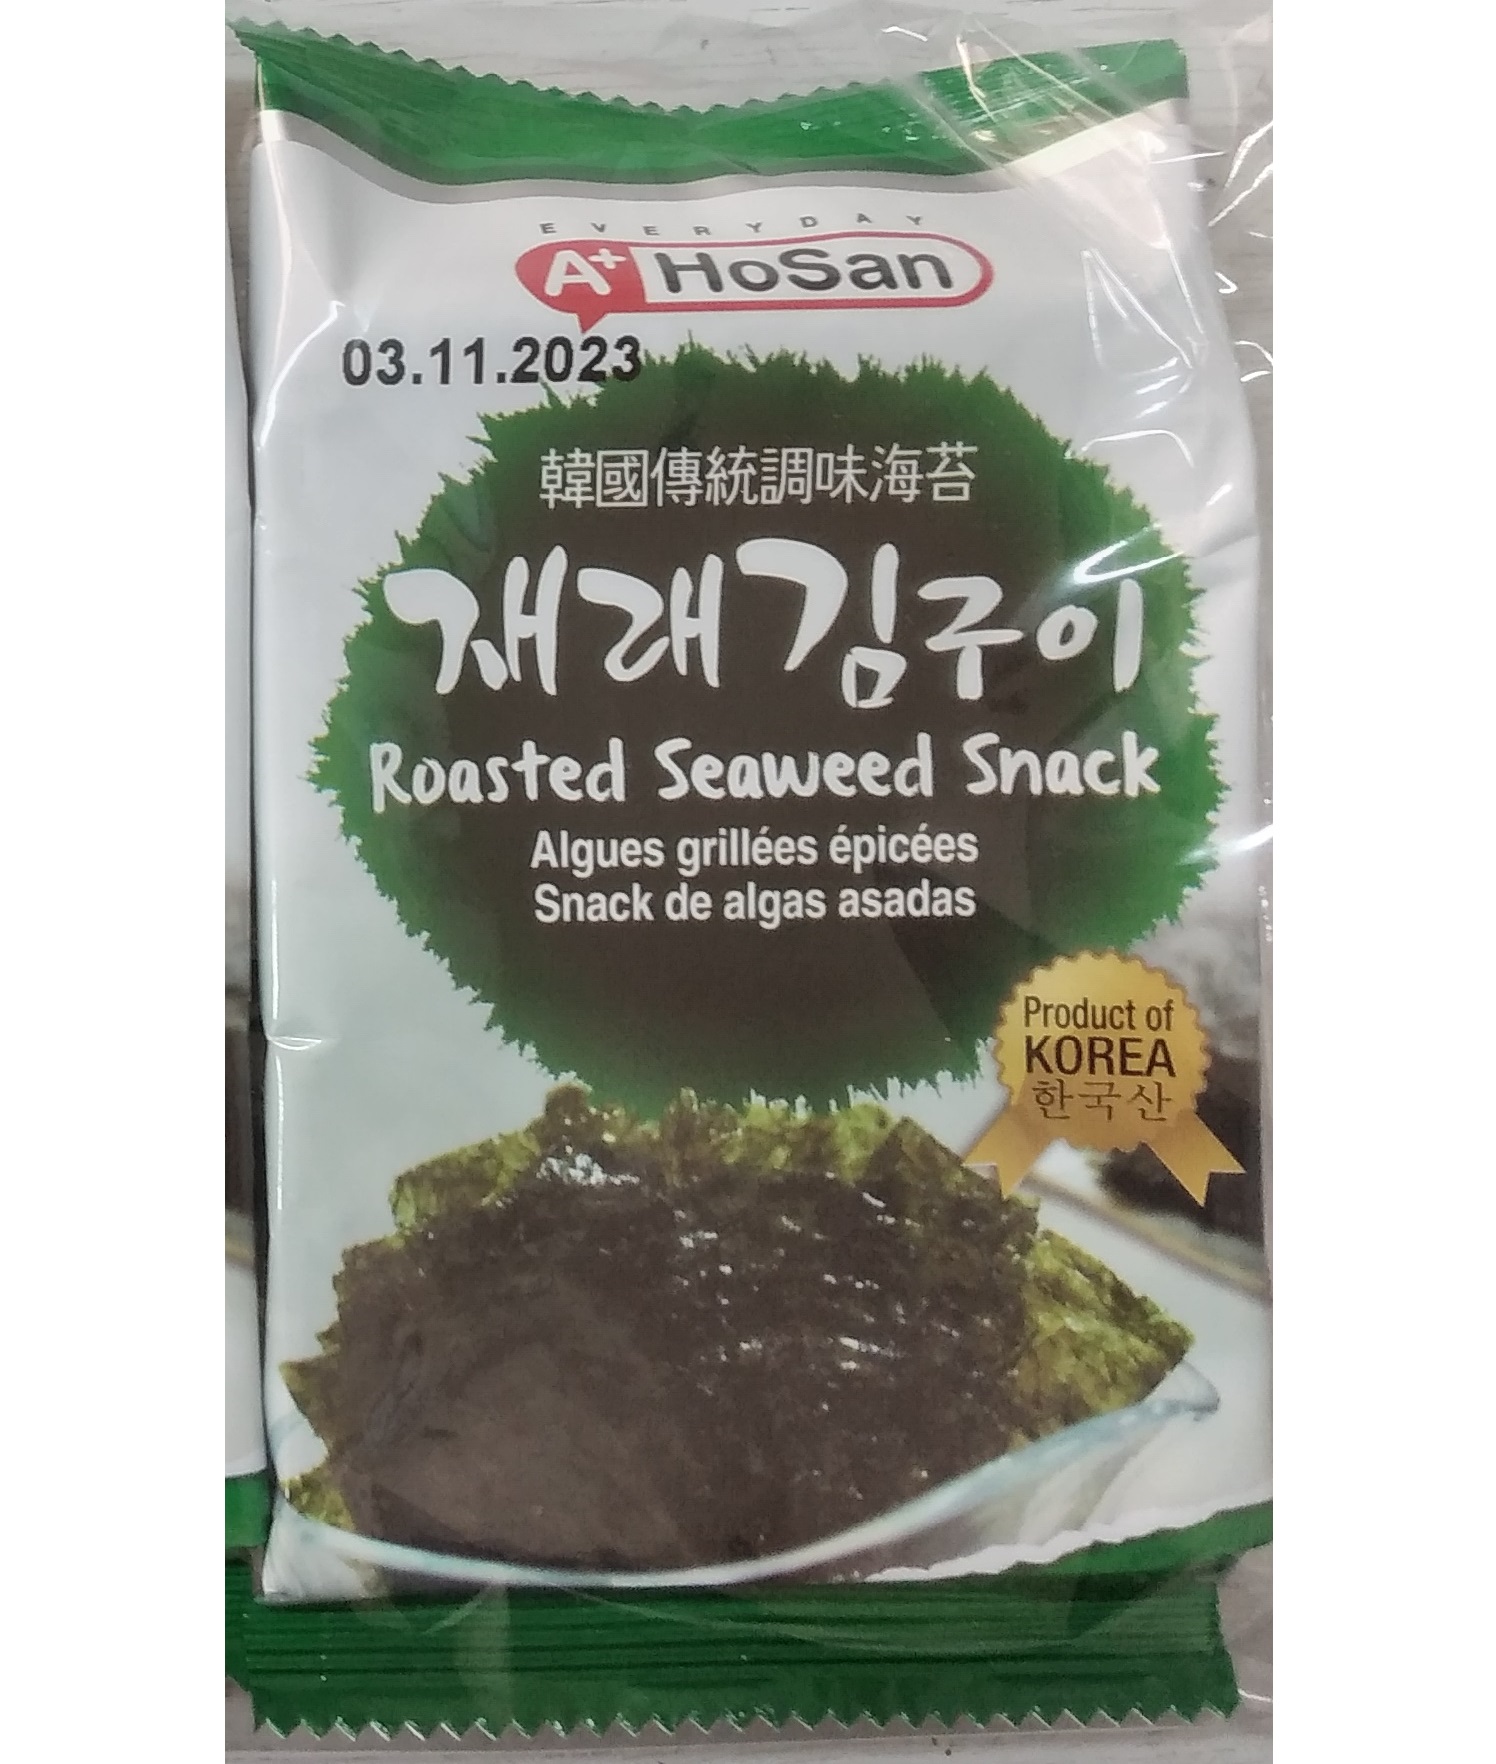 EVERYDAY
A+ HoSan
03.11.2023
韓國傳統調味海苔
재래김구이
Roasted Seaweed Snack
Algues grillées épicées
Snack de algas asadas
Product of
KOREA
한국산